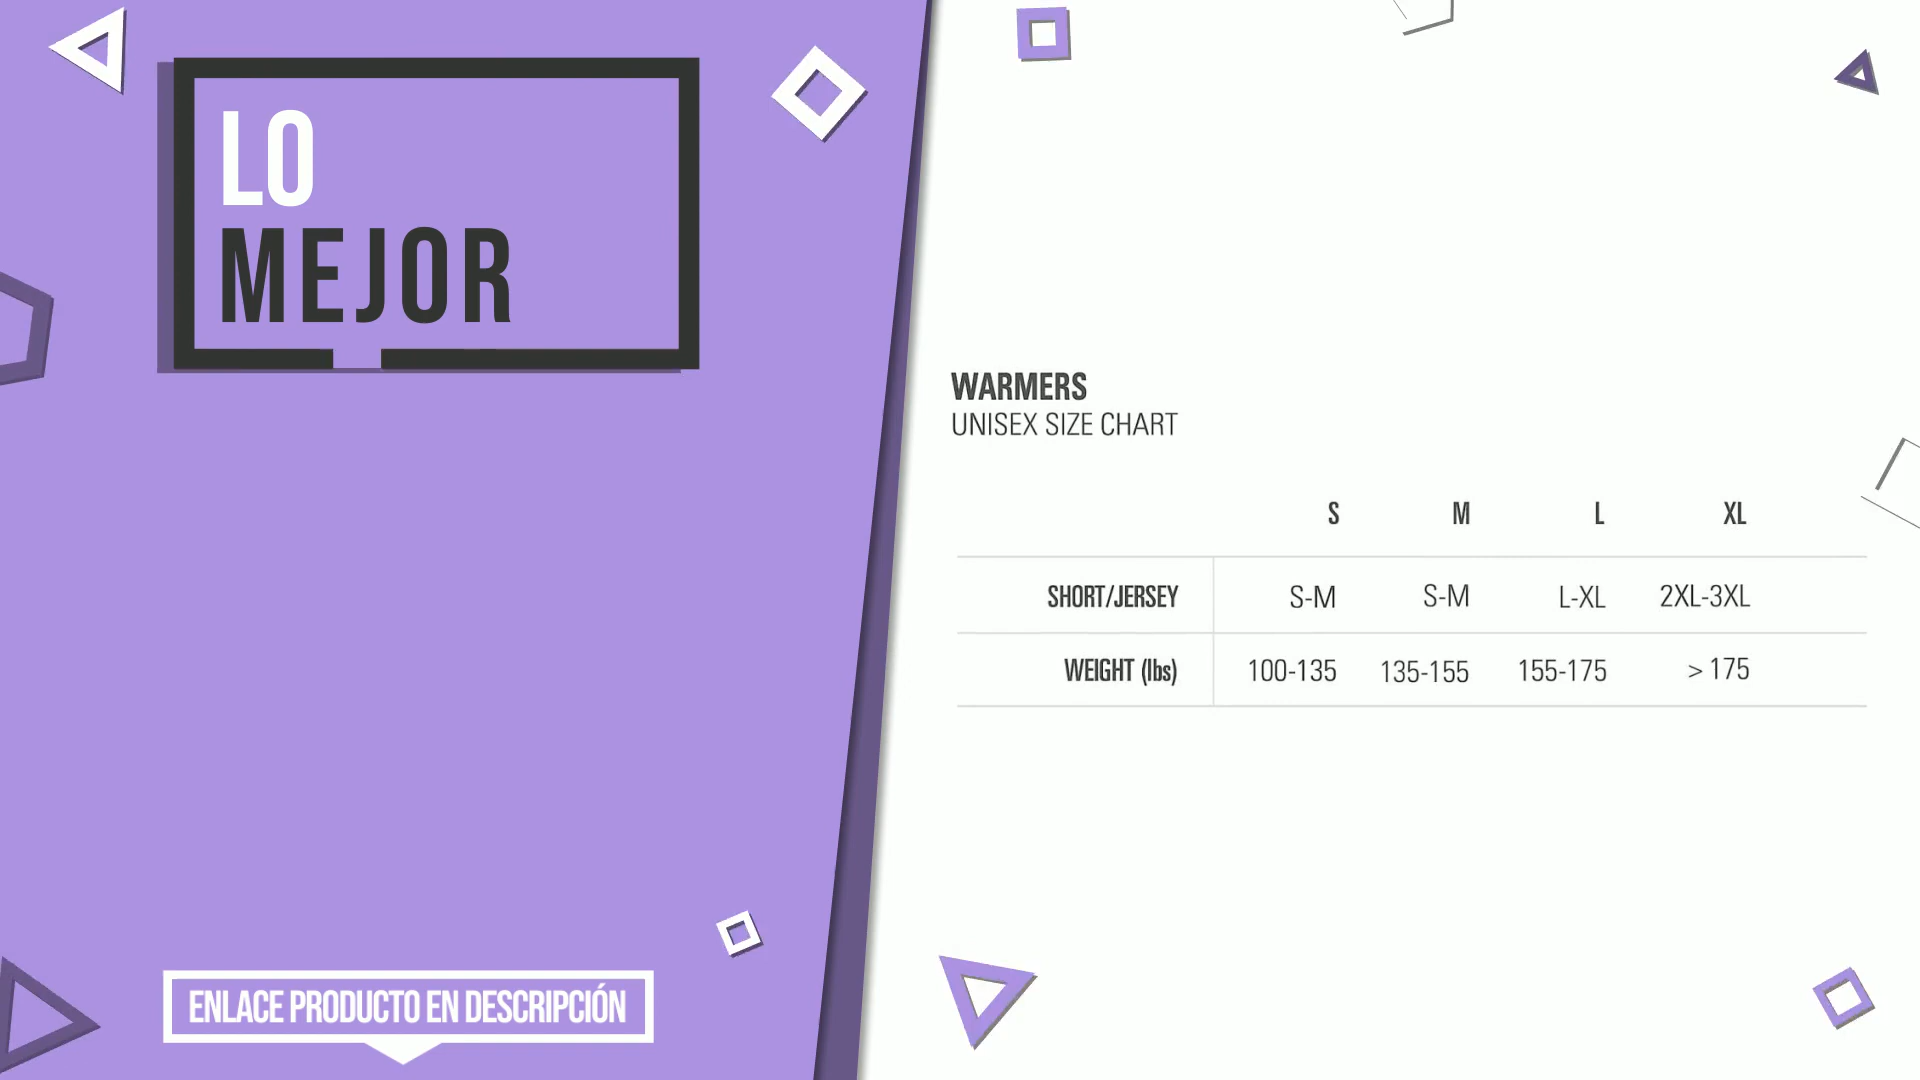 LO
MEJOR
WARMERS
UNISEX SIZE CHART
S M L XL
SHORT/JERSEY S-M S-M L-XL 2XL-3XL
WEIGHT (lbs) 100-135 135-155 155-175 > 175
ENLACE PRODUCTO EN DESCRIPCIÓN